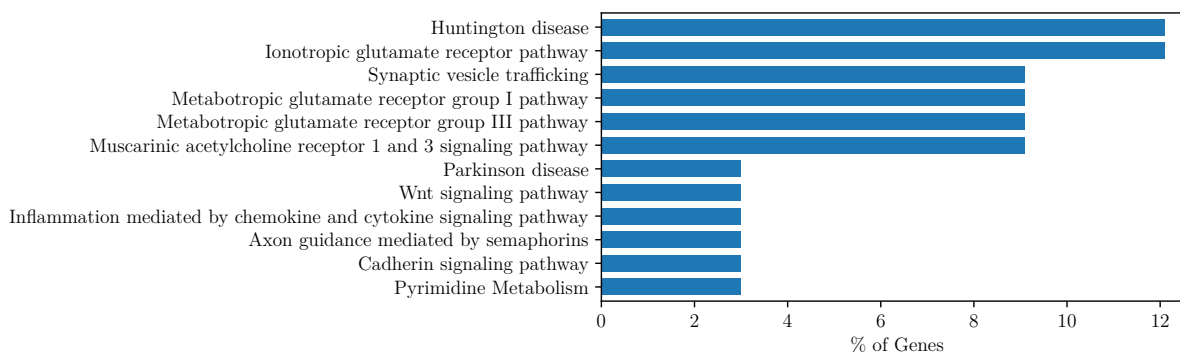 Huntington disease
Ionotropic glutamate receptor pathway
Synaptic vesicle trafficking
Metabotropic glutamate receptor group I pathway
Metabotropic glutamate receptor group III pathway
Muscarinic acetylcholine receptor 1 and 3 signaling pathway
Parkinson disease
Wnt signaling pathway
Inflammation mediated by chemokine and cytokine signaling pathway
Axon guidance mediated by semaphorins
Cadherin signaling pathway
Pyrimidine Metabolism
0 2 4 6 8 10 12
% of Genes